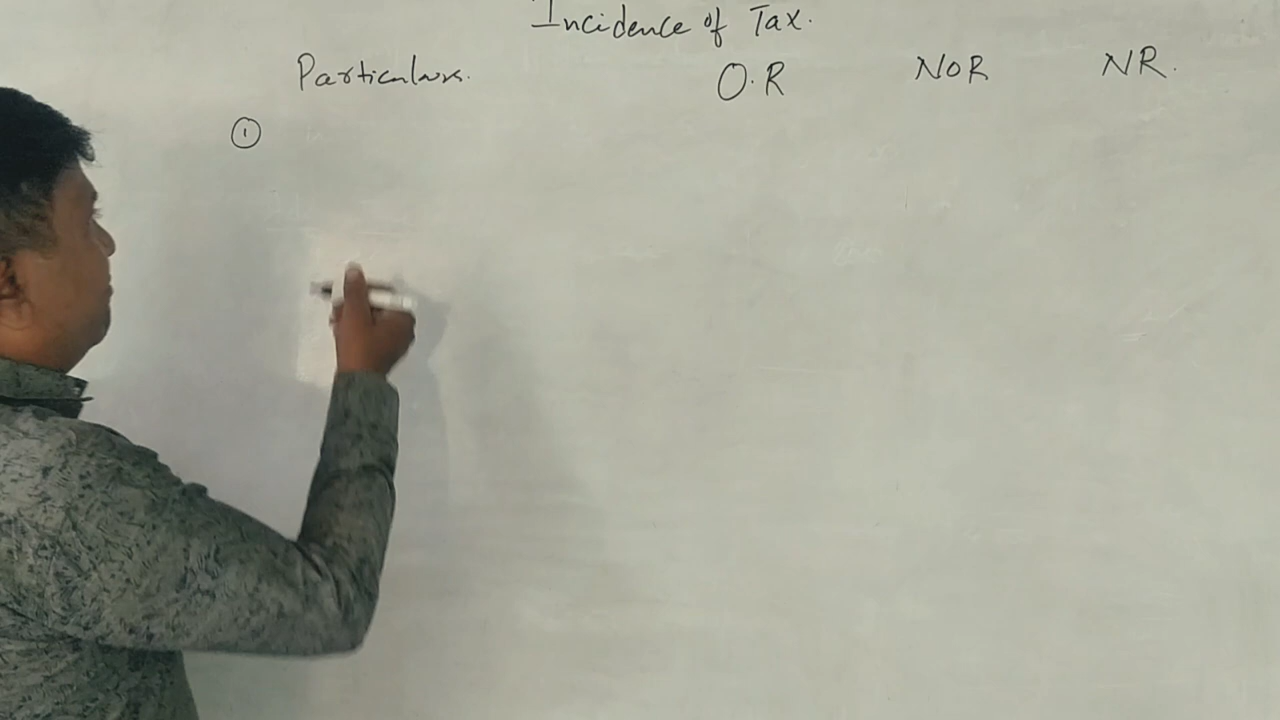 Incidence of Tax.
Particulars. O.R NOR NR.
①